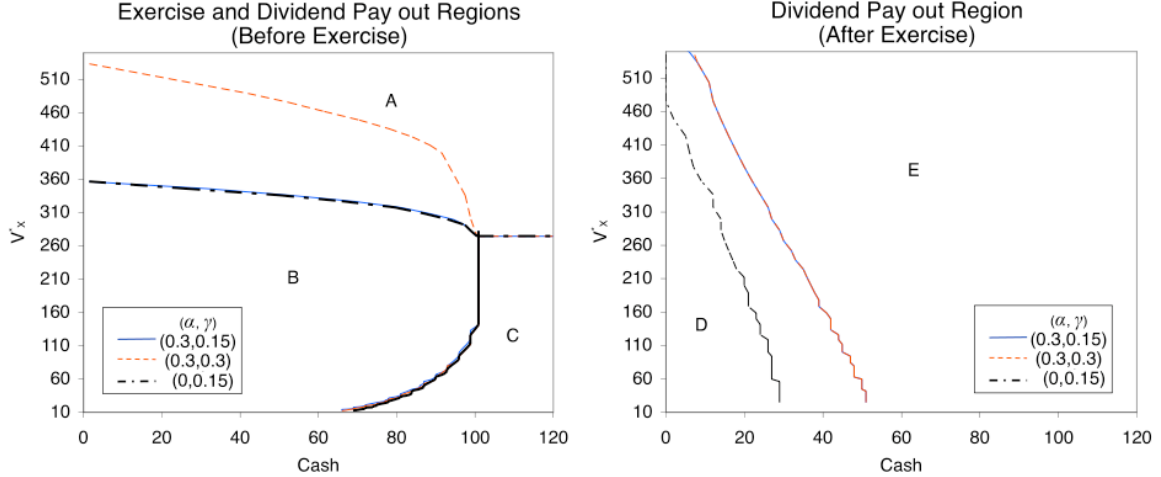 Exercise and Dividend Pay out Regions
(Before Exercise)
510
460
410
360
310
260
210
160
110
60
10
V*x
A
B
C
(α, γ)
(0.3,0.15)
(0.3,0.3)
(0,0.15)
0 20 40 60 80 100 120
Cash
Dividend Pay out Region
(After Exercise)
510
460
410
360
310
260
210
160
110
60
10
V*x
E
D
(α, γ)
(0.3,0.15)
(0.3,0.3)
(0,0.15)
0 20 40 60 80 100 120
Cash